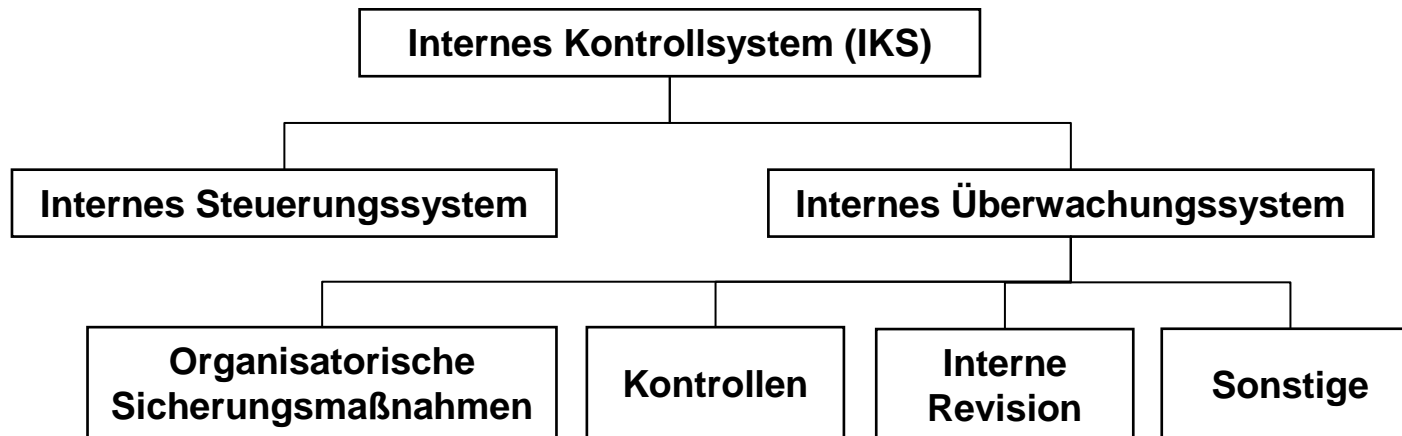 Internes Kontrollsystem (IKS)
Internes Steuerungssystem
Internes Überwachungssystem
Organisatorische
Sicherungsmaßnahmen
Kontrollen
Interne
Revision
Sonstige